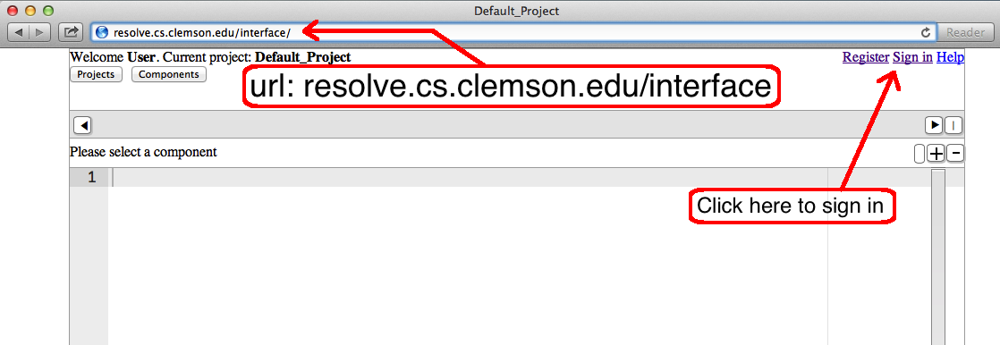 Default_Project
resolve.cs.clemson.edu/interface/
Reader
Welcome User. Current project: Default_Project
Register Sign in Help
Projects Components
url: resolve.cs.clemson.edu/interface
Please select a component
1
Click here to sign in